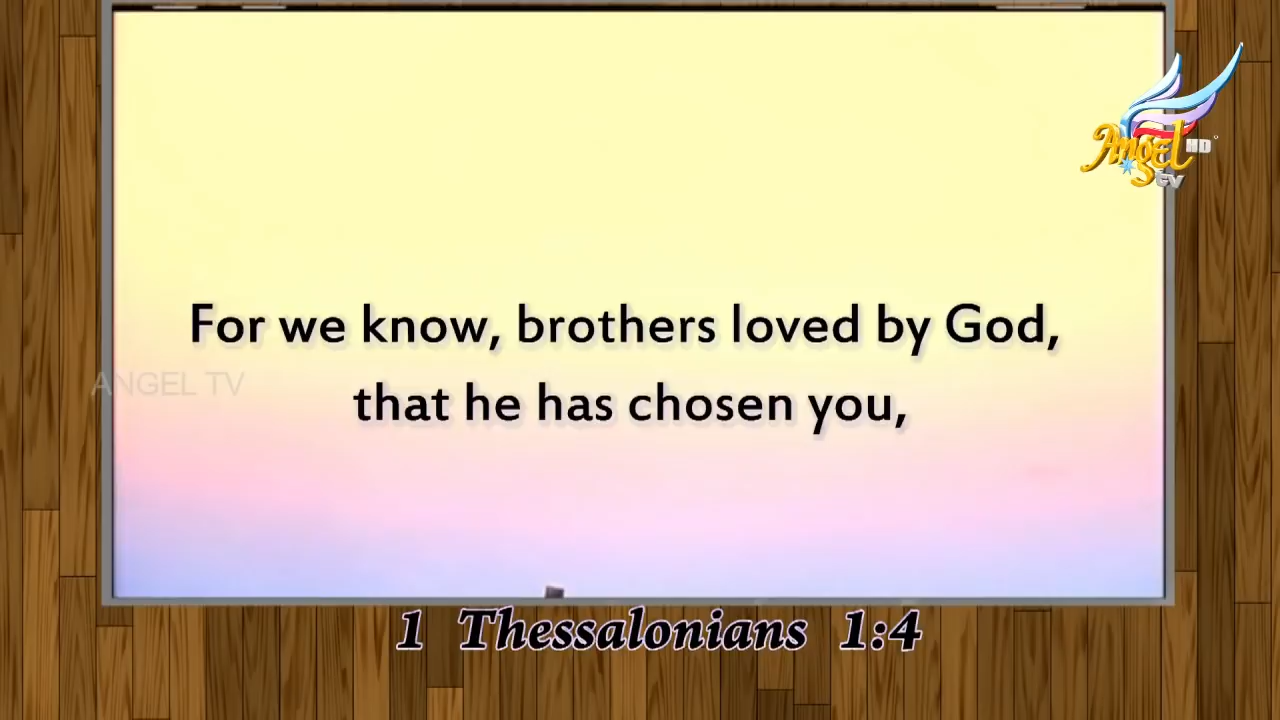 Angel HD
TV
For we know, brothers loved by God,
ANGEL TV
that he has chosen you,
1 Thessalonians 1:4